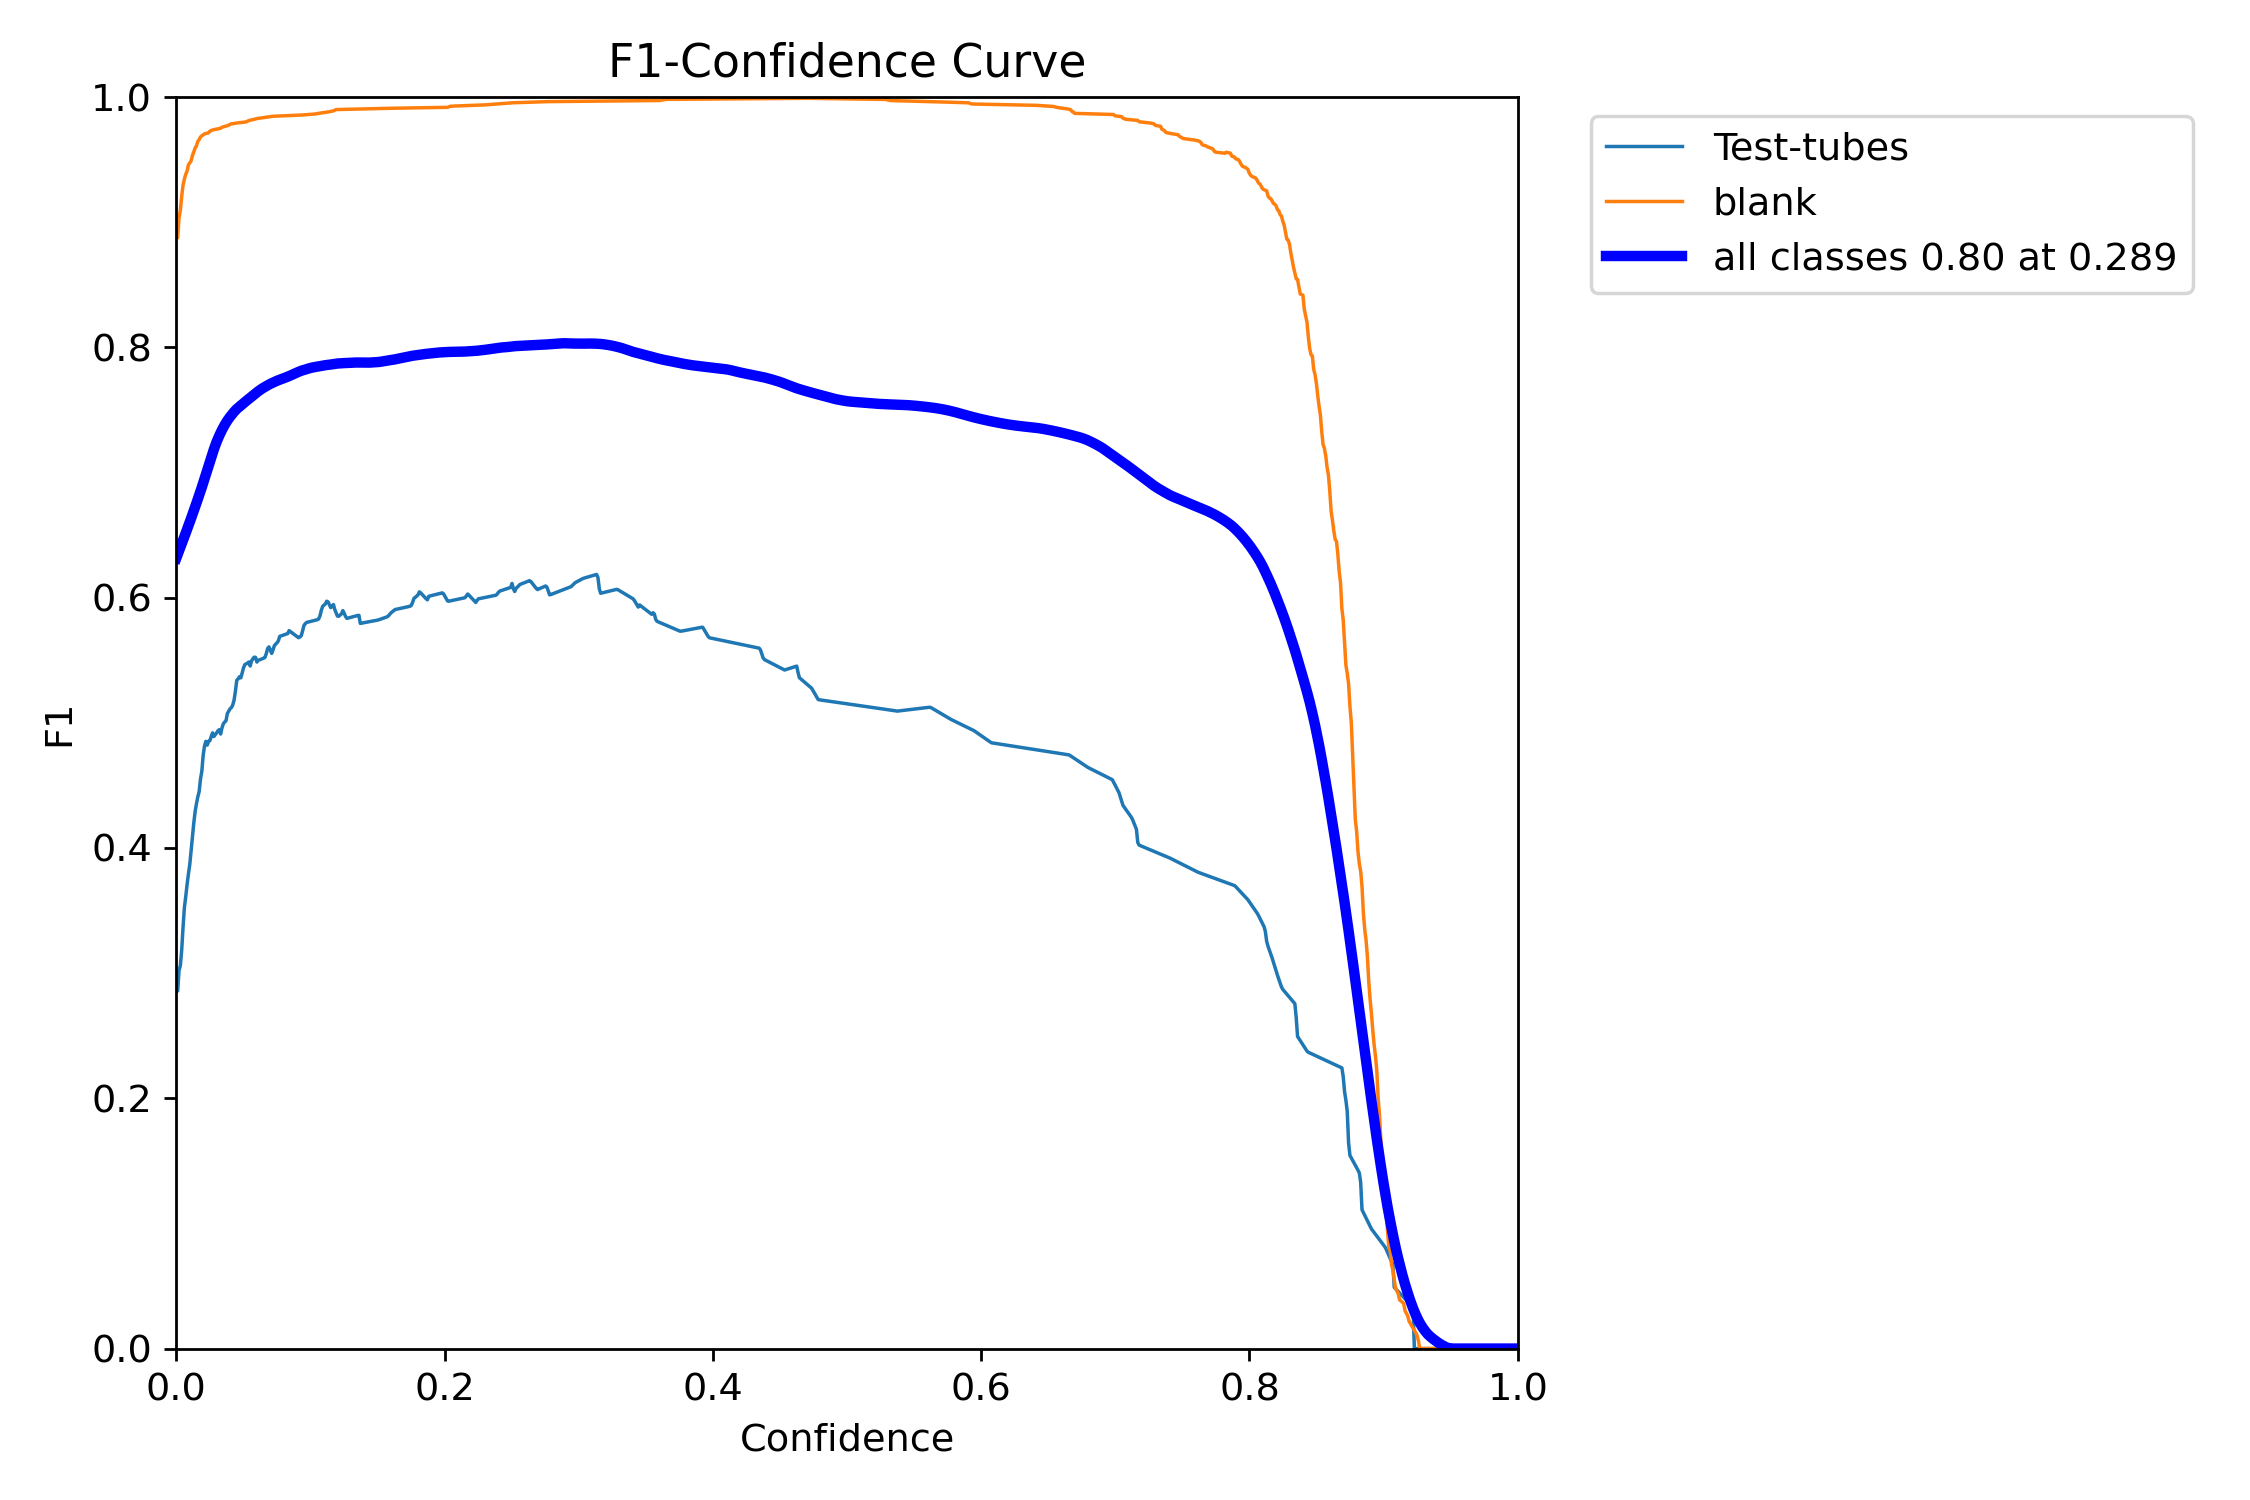 F1-Confidence Curve
1.0
0.8
0.6
0.4
0.2
0.0
F1
0.0 0.2 0.4 0.6 0.8 1.0
Confidence
Test-tubes
blank
all classes 0.80 at 0.289